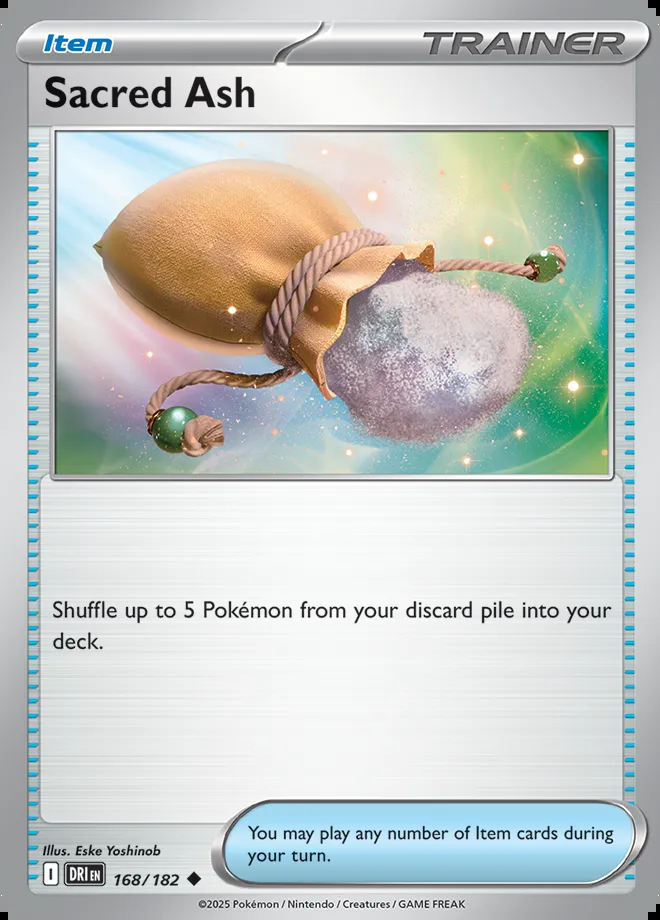 Item
TRAINER
Sacred Ash
Shuffle up to 5 Pokémon from your discard pile into your
deck.
You may play any number of Item cards during
your turn.
Illus. Eske Yoshinob
I DRI EN 168/182 ◆
©2025 Pokémon / Nintendo / Creatures / GAME FREAK